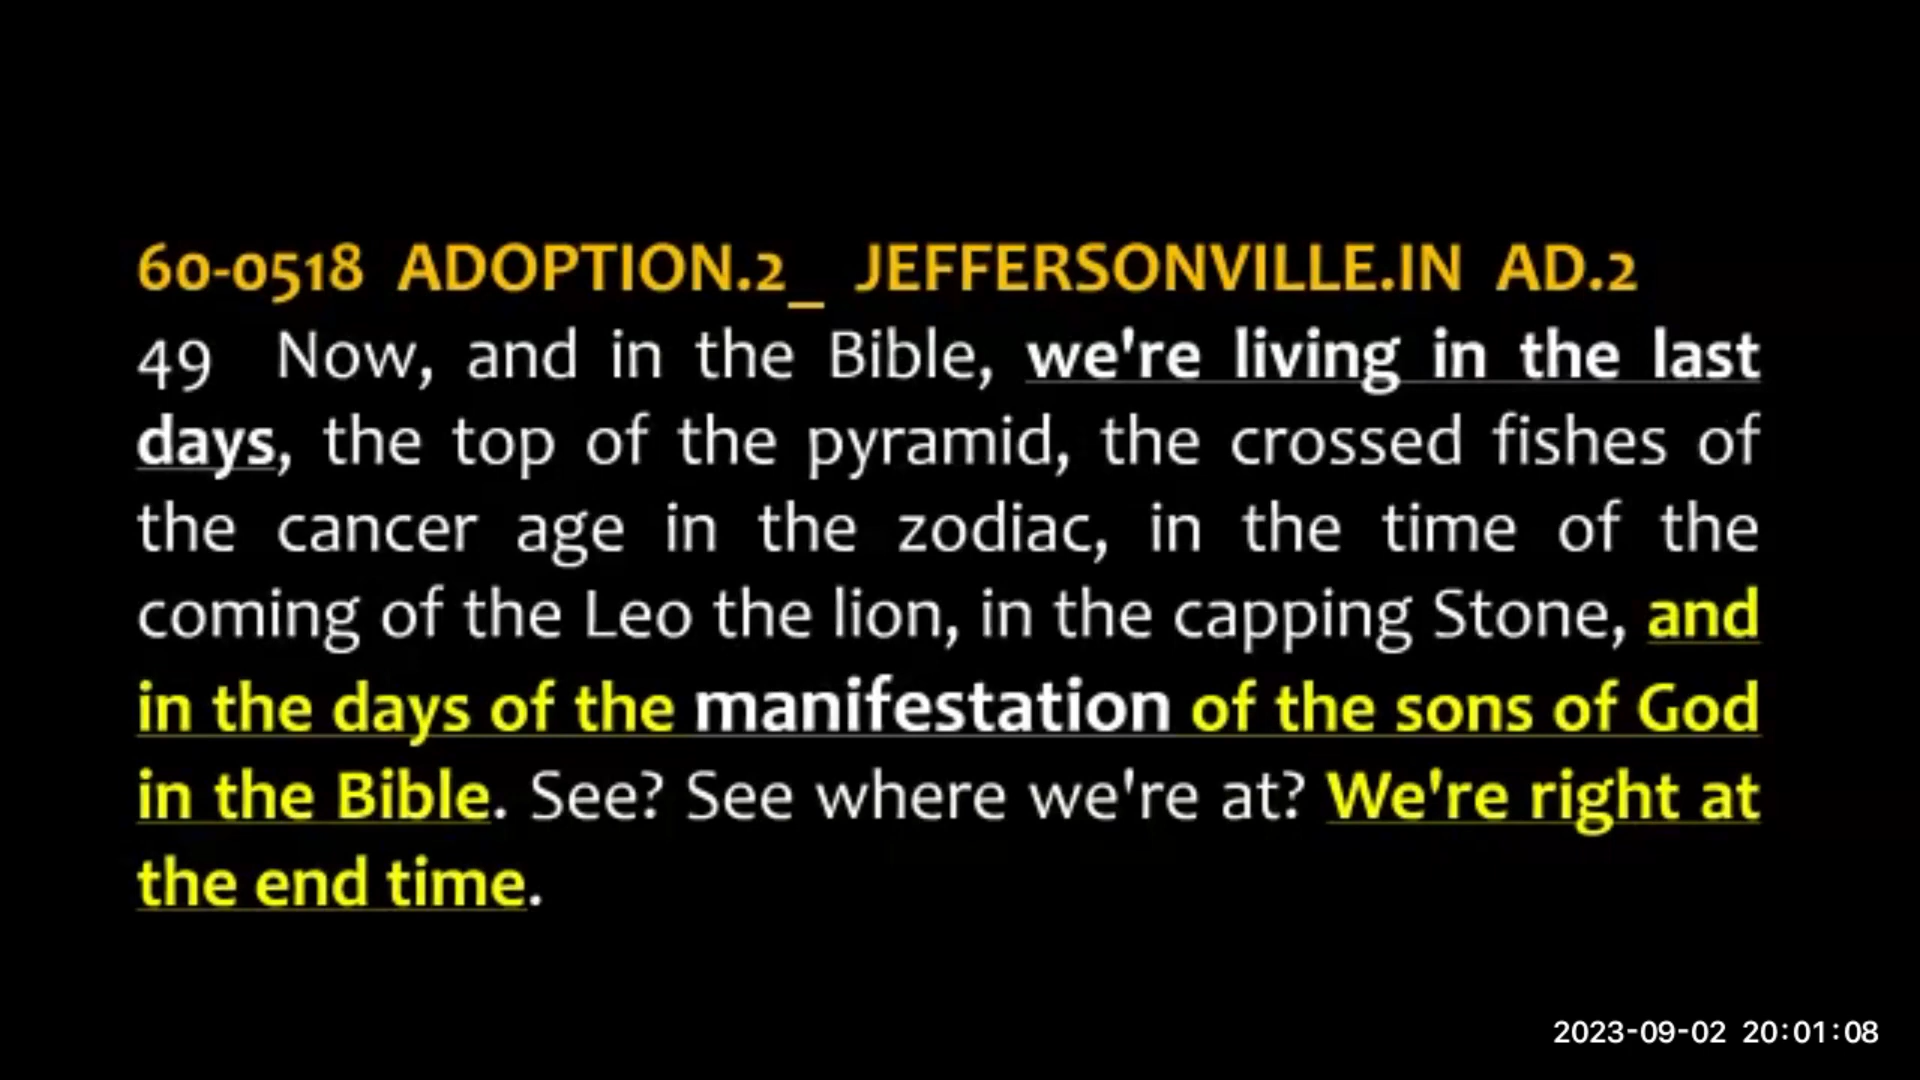 60-0518 ADOPTION.2_ JEFFERSONVILLE.IN AD.2
49 Now, and in the Bible, we're living in the last
days, the top of the pyramid, the crossed fishes of
the cancer age in the zodiac, in the time of the
coming of the Leo the lion, in the capping Stone, and
in the days of the manifestation of the sons of God
in the Bible. See? See where we're at? We're right at
the end time.
2023-09-02 20:01:08